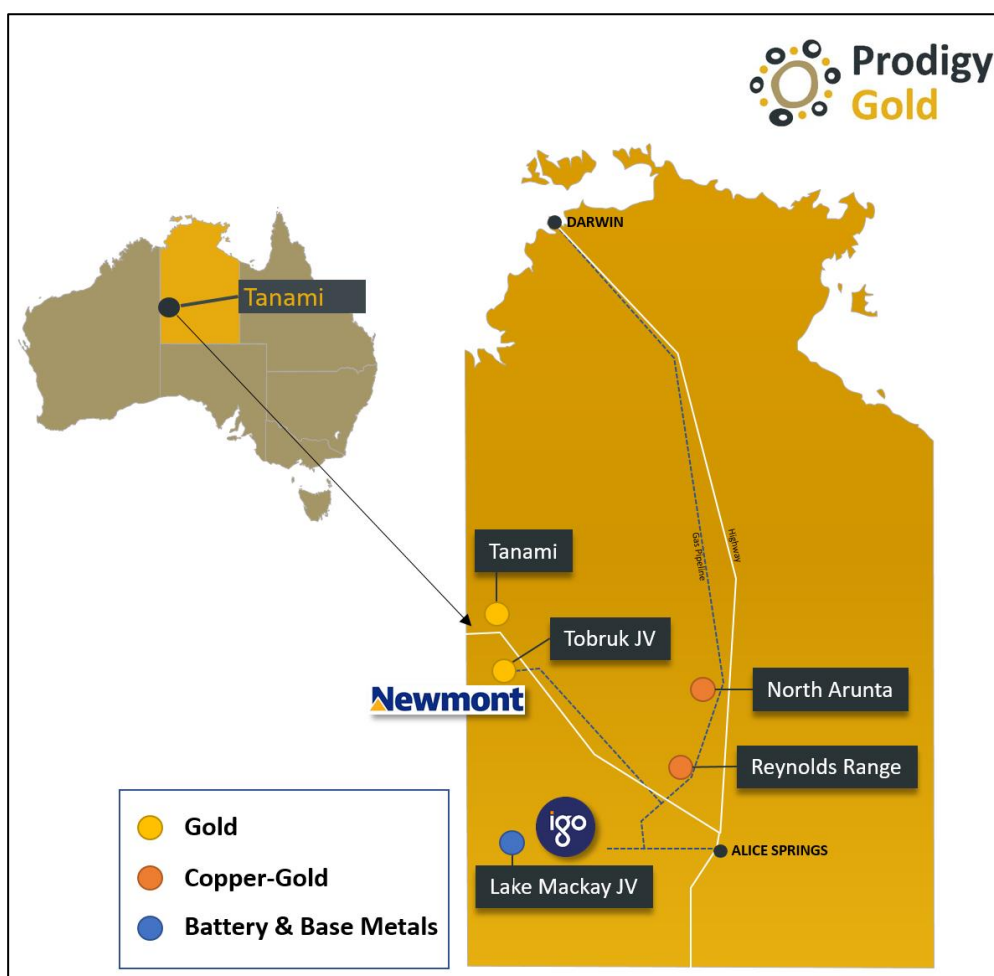 Prodigy
Gold
DARWIN
Tanami
Highway
Gas Pipeline
Tanami
Tobruk JV
Newmont
North Arunta
Reynolds Range
igo
Gold
Copper-Gold
Battery & Base Metals
Lake Mackay JV
ALICE SPRINGS